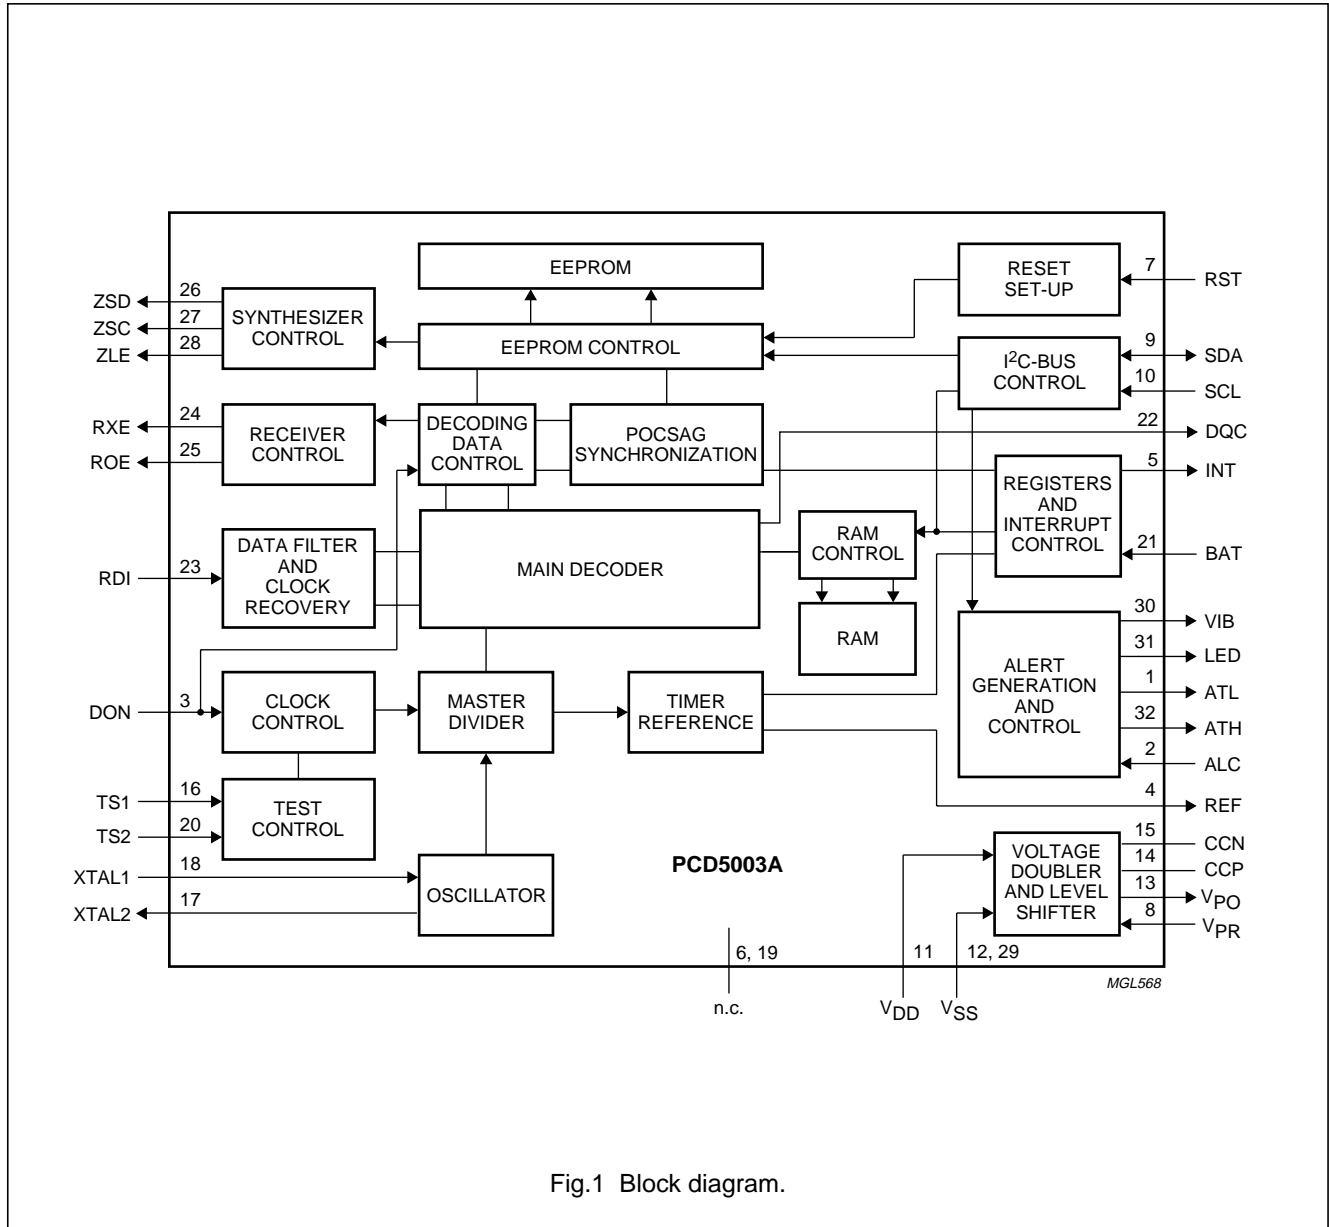 EEPROM
RESET
SET-UP
7
RST
ZSD
26
ZSC
27
ZLE
28
SYNTHESIZER
CONTROL
EEPROM CONTROL
I2C-BUS
CONTROL
9
SDA
10
SCL
RXE
24
ROE
25
RECEIVER
CONTROL
DECODING
DATA
CONTROL
POCSAG
SYNCHRONIZATION
22
DQC
5
INT
REGISTERS
AND
INTERRUPT
CONTROL
21
BAT
RDI
23
DATA FILTER
AND
CLOCK
RECOVERY
MAIN DECODER
RAM
CONTROL
RAM
30
VIB
31
LED
1
ATL
32
ATH
2
ALC
ALERT
GENERATION
AND
CONTROL
DON
3
CLOCK
CONTROL
MASTER
DIVIDER
TIMER
REFERENCE
4
REF
TS1
16
TS2
20
TEST
CONTROL
XTAL1
18
XTAL2
17
OSCILLATOR
PCD5003A
VOLTAGE
DOUBLER
AND LEVEL
SHIFTER
15
CCN
14
CCP
13
VPO
8
VPR
6, 19
11
12, 29
n.c.
VDD
VSS
MGL568
Fig.1 Block diagram.